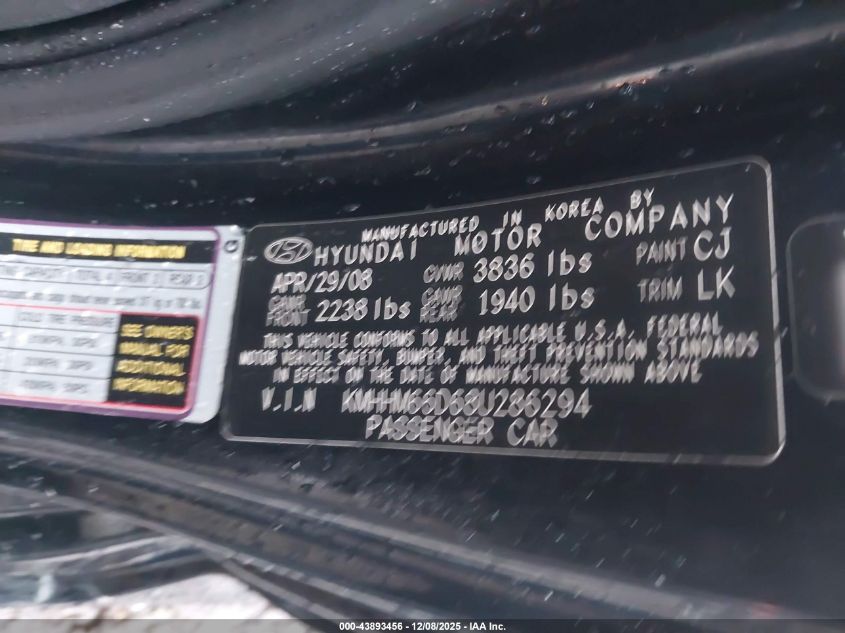 TIRE AND LOADING INFORMATION
COLD TIRE PRESSURE
SEE OWNER'S
MANUAL FOR
ADDITIONAL
INFORMATION
MANUFACTURED IN KOREA BY
HYUNDAI MOTOR COMPANY
APR/29/08 GVWR 3836 lbs PAINT CJ
GAWR FRONT 2238 lbs GAWR REAR 1940 lbs TRIM LK
THIS VEHICLE CONFORMS TO ALL APPLICABLE U.S.A. FEDERAL
MOTOR VEHICLE SAFETY, BUMPER, AND THEFT PREVENTION STANDARDS
IN EFFECT ON THE DATE OF MANUFACTURE SHOWN ABOVE
V.I.N KMHHM66D68U286294
PASSENGER CAR
000-43893456 - 12/08/2025 - IAA Inc.